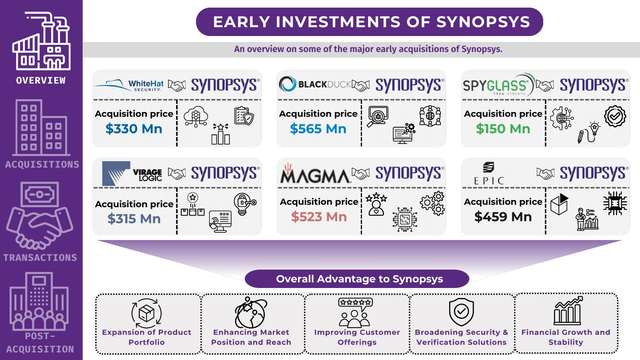 EARLY INVESTMENTS OF SYNOPSYS
An overview on some of the major early acquisitions of Synopsys.
OVERVIEW
ACQUISITIONS
TRANSACTIONS
POST-
ACQUISITION
WhiteHat
SECURITY.
SYNOPSYS®
Acquisition price
$330 Mn
BLACKDUCK
SYNOPSYS®
Acquisition price
$565 Mn
SPYGLASS
SYNOPSYS®
Acquisition price
$150 Mn
VIRAGE
LOGIC
SYNOPSYS®
Acquisition price
$315 Mn
MAGMA
SYNOPSYS®
Acquisition price
$523 Mn
EPIC
SYNOPSYS®
Acquisition price
$459 Mn
Overall Advantage to Synopsys
Expansion of Product
Portfolio
Enhancing Market
Position and Reach
Improving Customer
Offerings
Broadening Security &
Verification Solutions
Financial Growth and
Stability